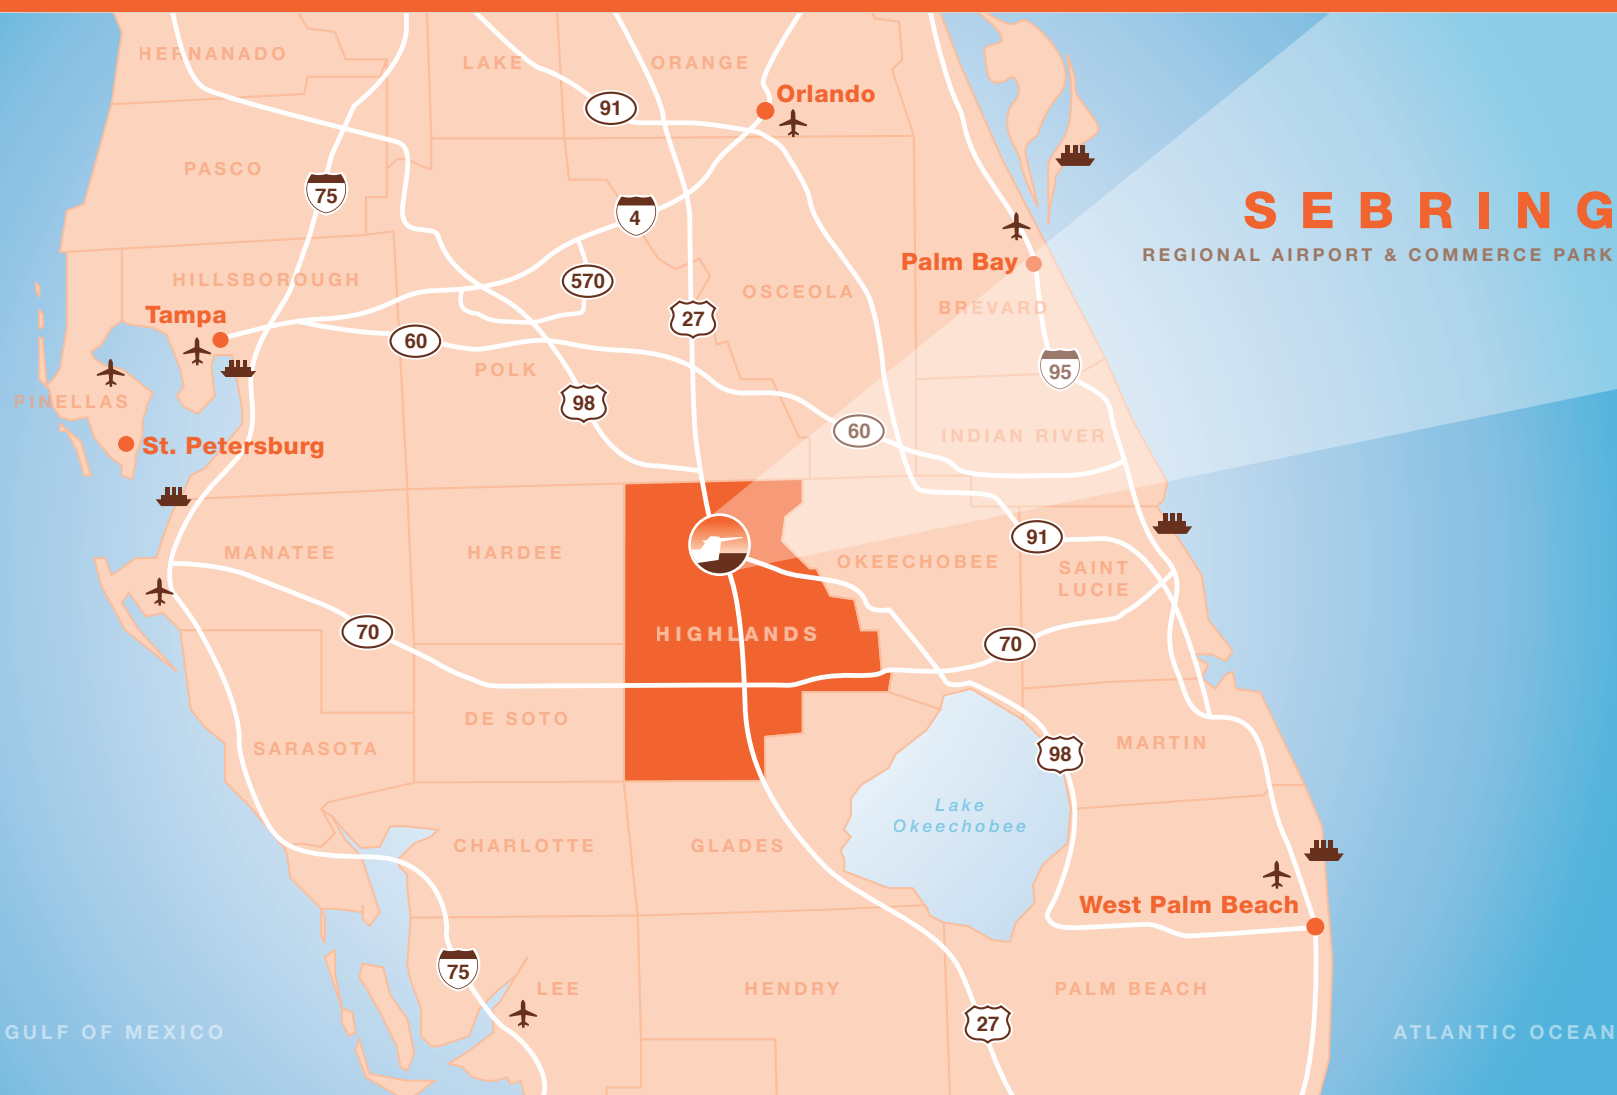 HERNANADO
LAKE
ORANGE
Orlando
91
PASCO
75
4
SEBRING
REGIONAL AIRPORT & COMMERCE PARK
Palm Bay
HILLSBOROUGH
570
OSCEOLA
BREVARD
Tampa
27
60
POLK
95
PINELLAS
98
60
INDIAN RIVER
St. Petersburg
91
MANATEE
HARDEE
OKEECHOBEE
SAINT
LUCIE
70
HIGHLANDS
70
DE SOTO
SARASOTA
MARTIN
98
Lake
Okeechobee
CHARLOTTE
GLADES
West Palm Beach
75
LEE
HENDRY
PALM BEACH
27
GULF OF MEXICO
ATLANTIC OCEAN